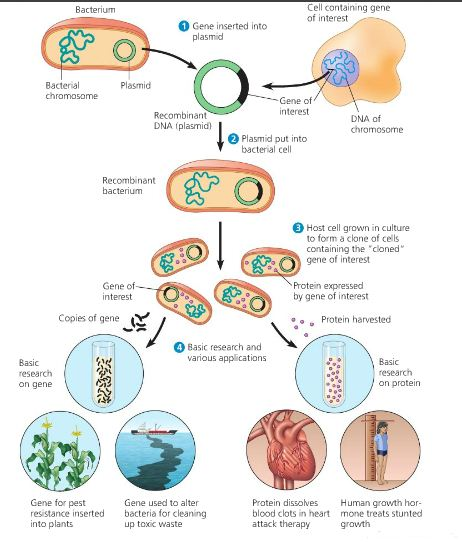 Bacterium
1 Gene inserted into
plasmid
Cell containing gene
of interest
Bacterial
chromosome
Plasmid
Recombinant
DNA (plasmid)
Gene of
interest
DNA of
chromosome
2 Plasmid put into
bacterial cell
Recombinant
bacterium
3 Host cell grown in culture
to form a clone of cells
containing the "cloned"
gene of interest
Gene of
interest
Protein expressed
by gene of interest
Copies of gene
Protein harvested
4 Basic research and
various applications
Basic
research
on gene
Basic
research
on protein
Gene for pest
resistance inserted
into plants
Gene used to alter
bacteria for cleaning
up toxic waste
Protein dissolves
blood clots in heart
attack therapy
Human growth hor-
mone treats stunted
growth